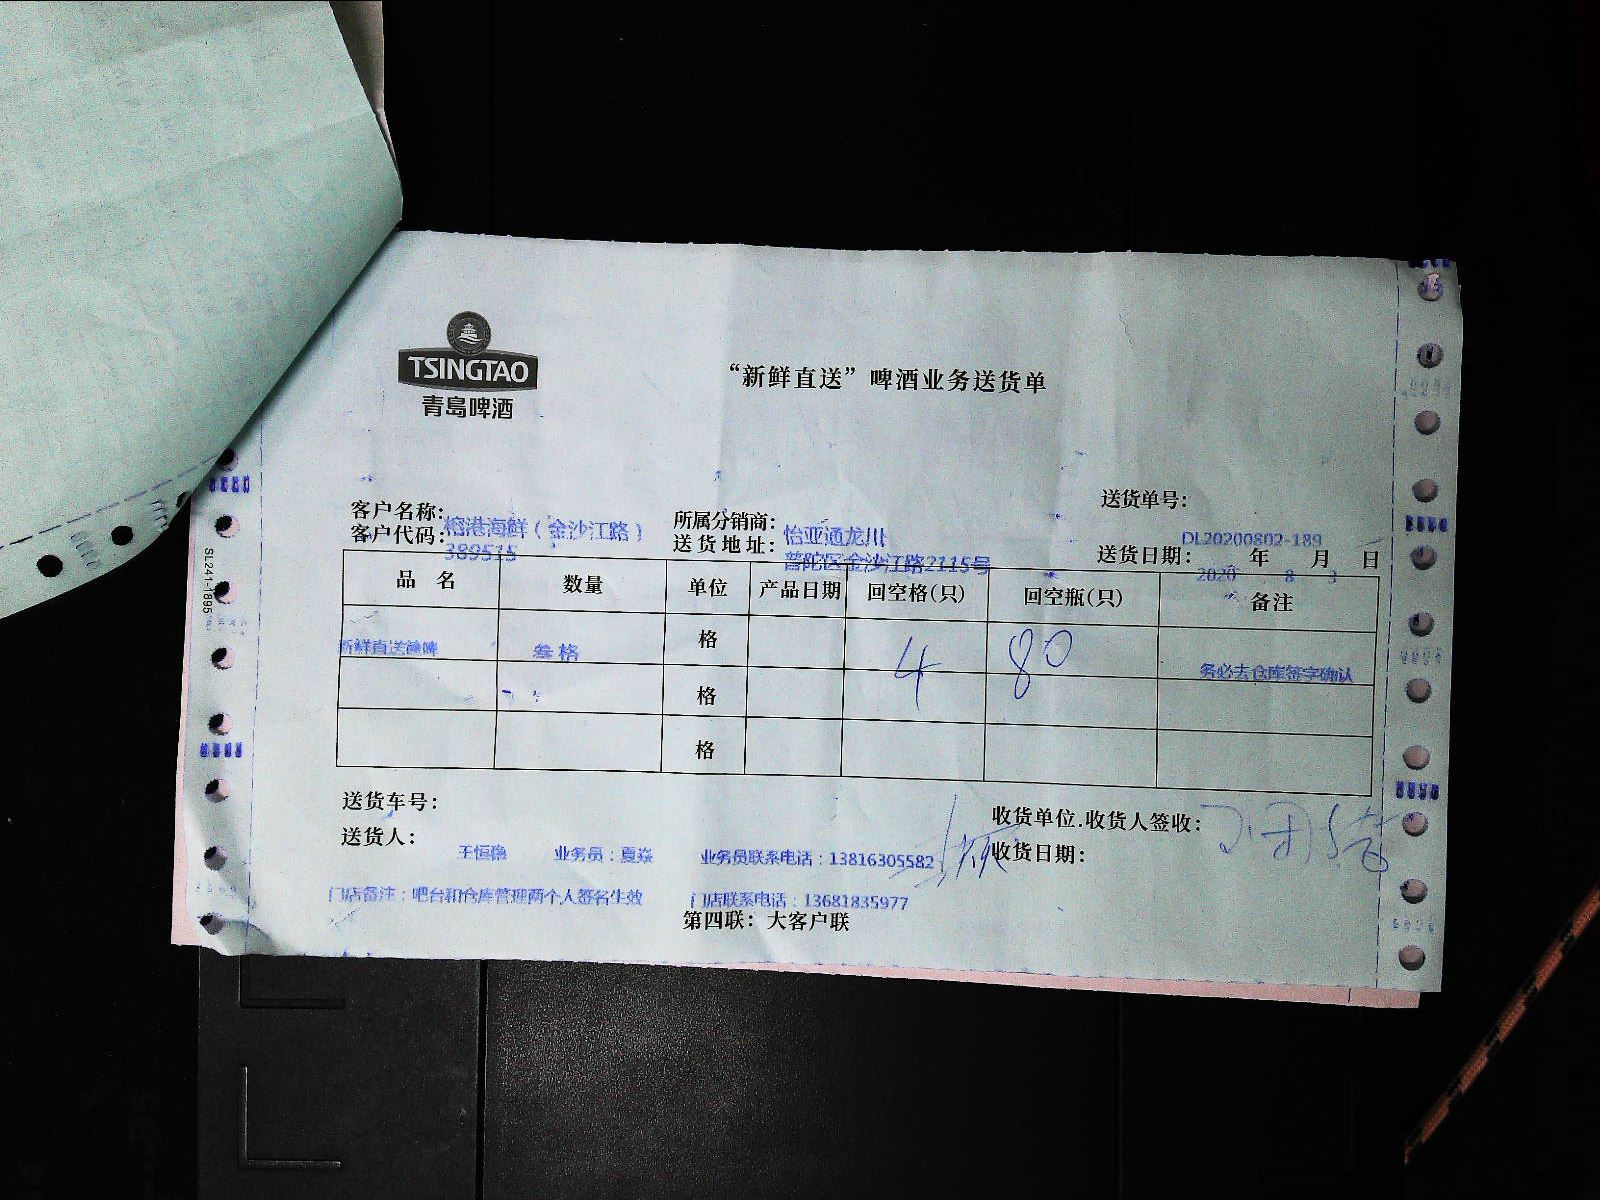 TSINGTAO
青岛啤酒
“新鲜直送”啤酒业务送货单
送货单号：
DL20200802-189
客户名称：榕港海鲜（金沙江路）
所属分销商：怡亚通龙川
客户代码：389515
送货地址：普陀区金沙江路2115号
送货日期： 2020 年 8 月 3 日
品 名 数量 单位 产品日期 回空格(只) 回空瓶(只) 备注
新鲜直送 叁格 格 4 80 务必去仓库签字确认
格
格
送货车号：
收货单位.收货人签收：
送货人： 王恒稳 业务员：夏焱 业务员联系电话：13816305582
收货日期：
门店备注：吧台和仓库管理两个人签名生效 门店联系电话：13681835977
第四联：大客户联